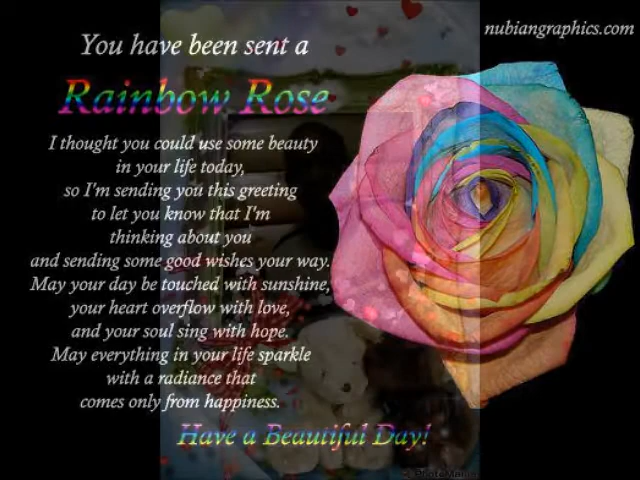 nubiangraphics.com
You have been sent a
Rainbow Rose
I thought you could use some beauty
in your life today,
so I'm sending you this greeting
to let you know that I'm
thinking about you
and sending some good wishes your way.
May your day be touched with sunshine,
your heart overflow with love,
and your soul sing with hope.
May everything in your life sparkle
with a radiance that
comes only from happiness.
Have a Beautiful Day!